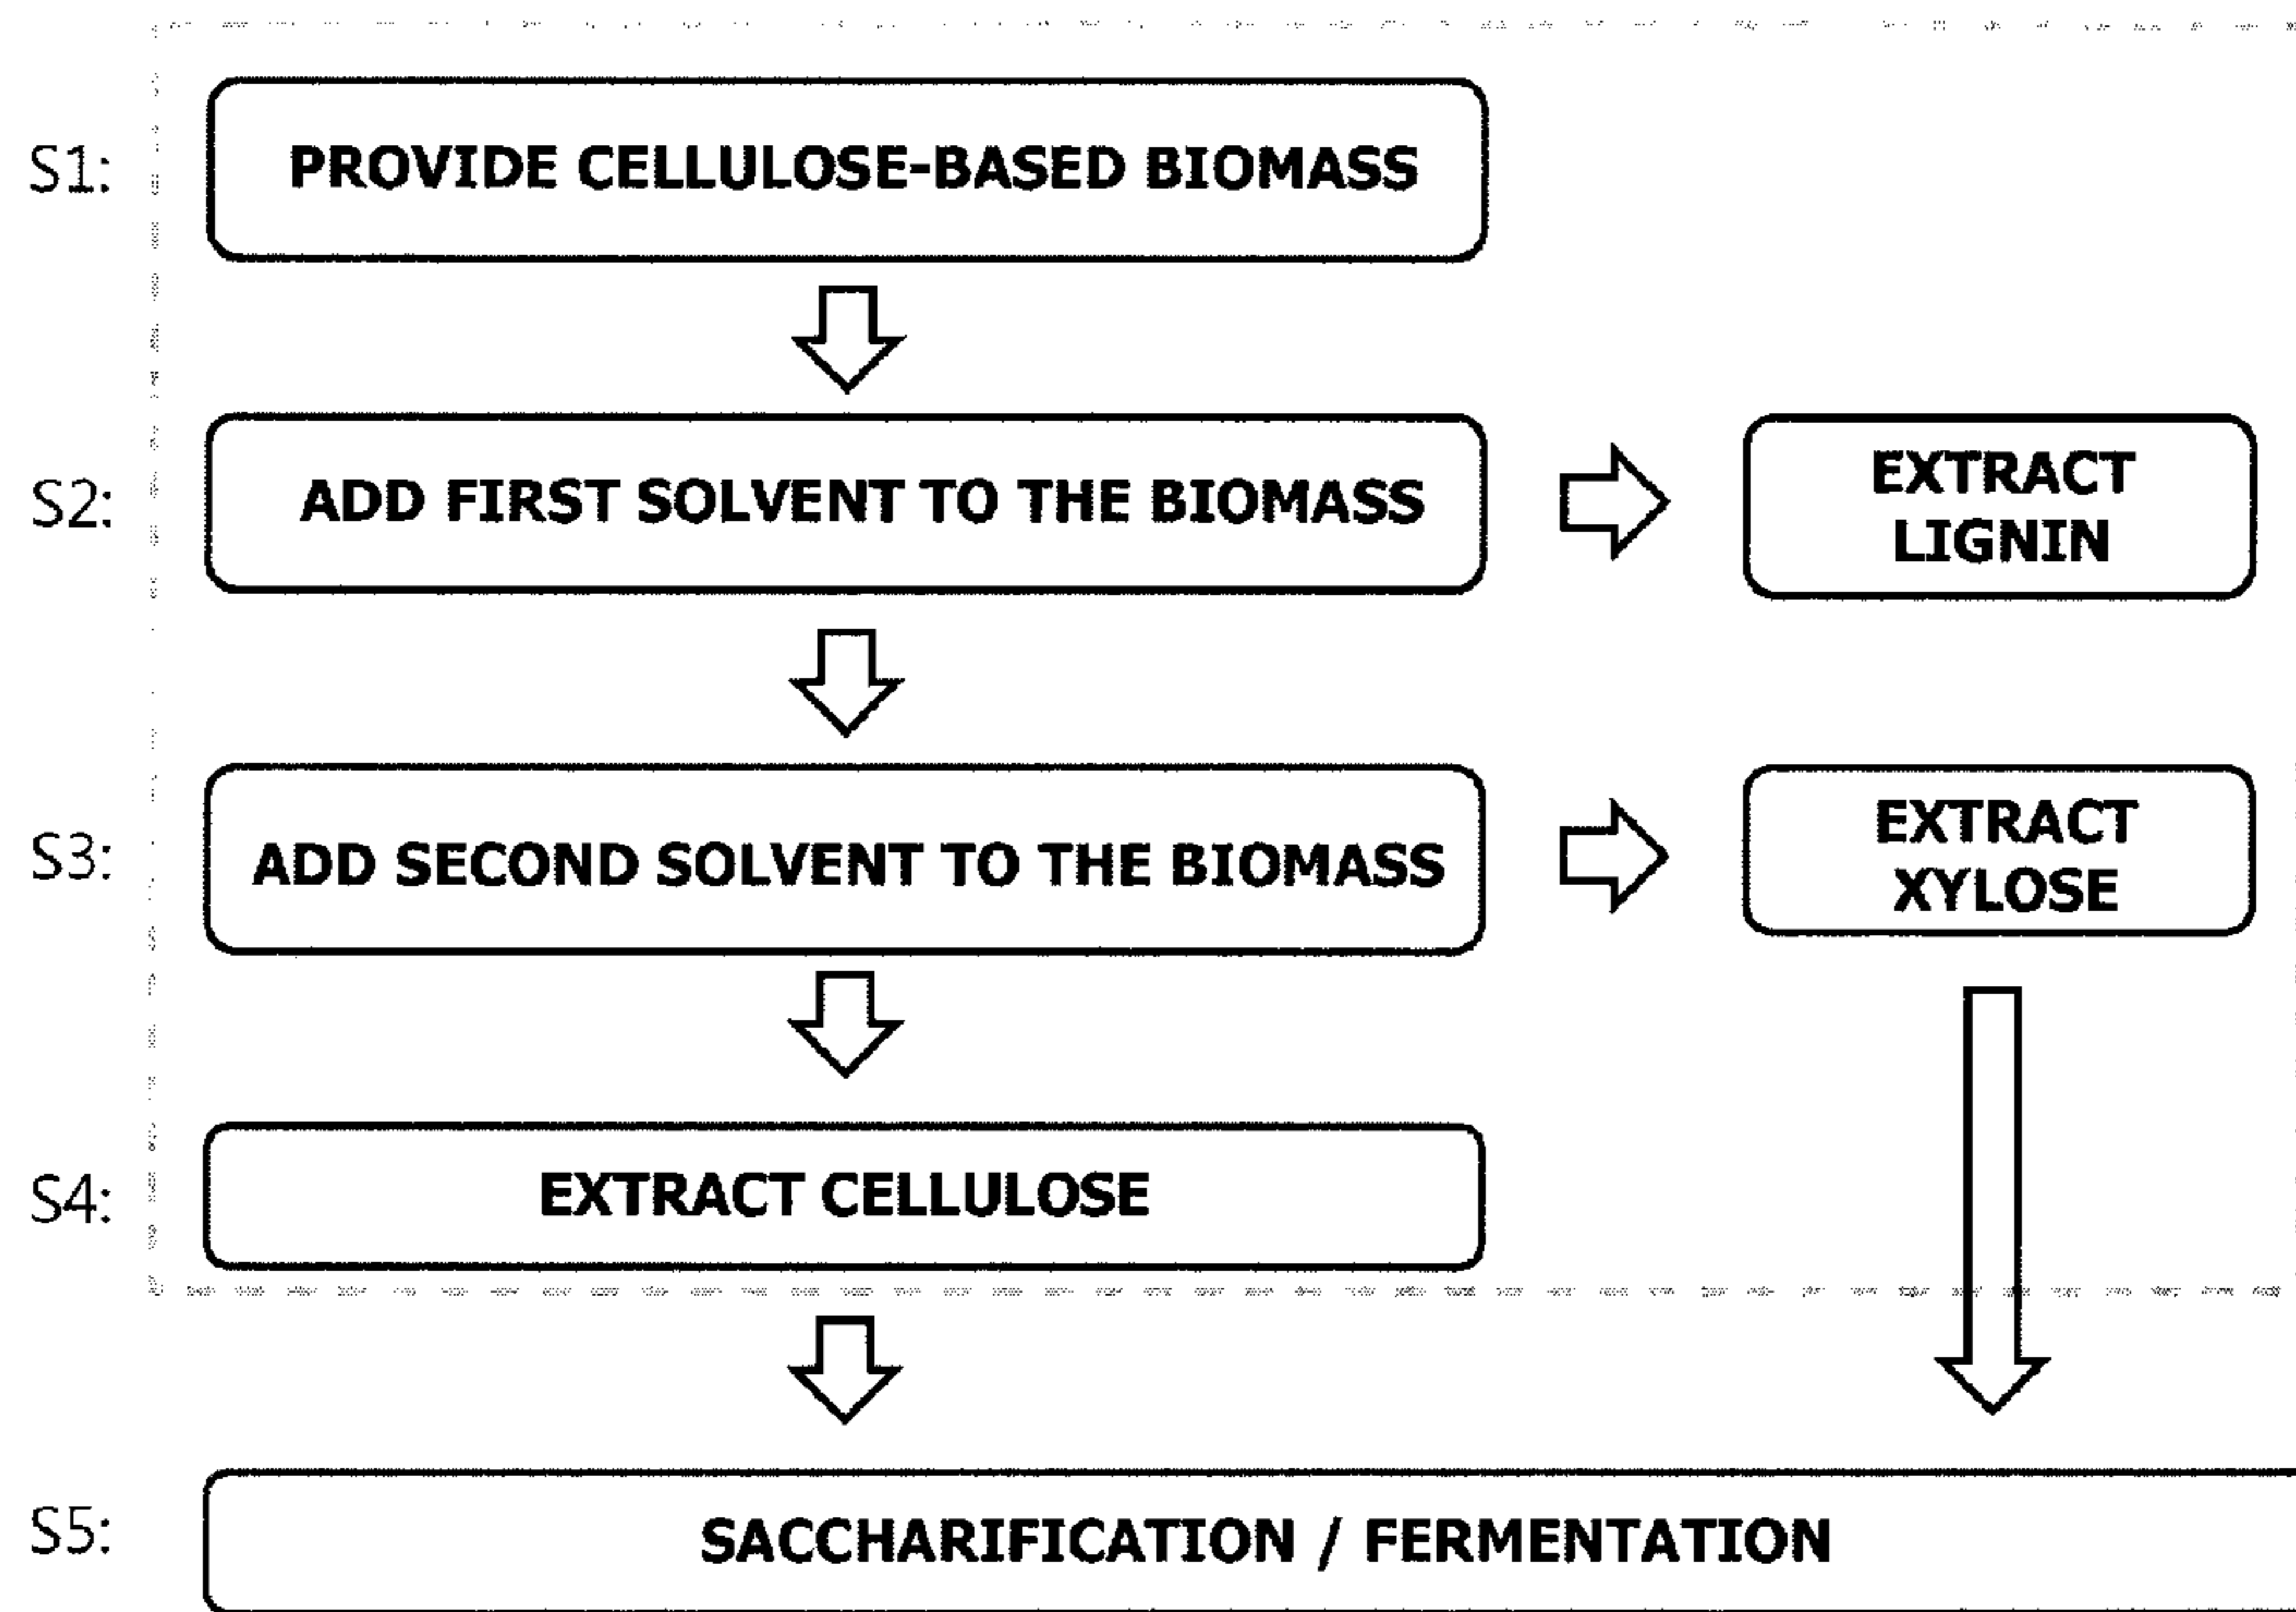 S1:
PROVIDE CELLULOSE-BASED BIOMASS
S2:
ADD FIRST SOLVENT TO THE BIOMASS
EXTRACT
LIGNIN
S3:
ADD SECOND SOLVENT TO THE BIOMASS
EXTRACT
XYLOSE
S4:
EXTRACT CELLULOSE
S5:
SACCHARIFICATION / FERMENTATION